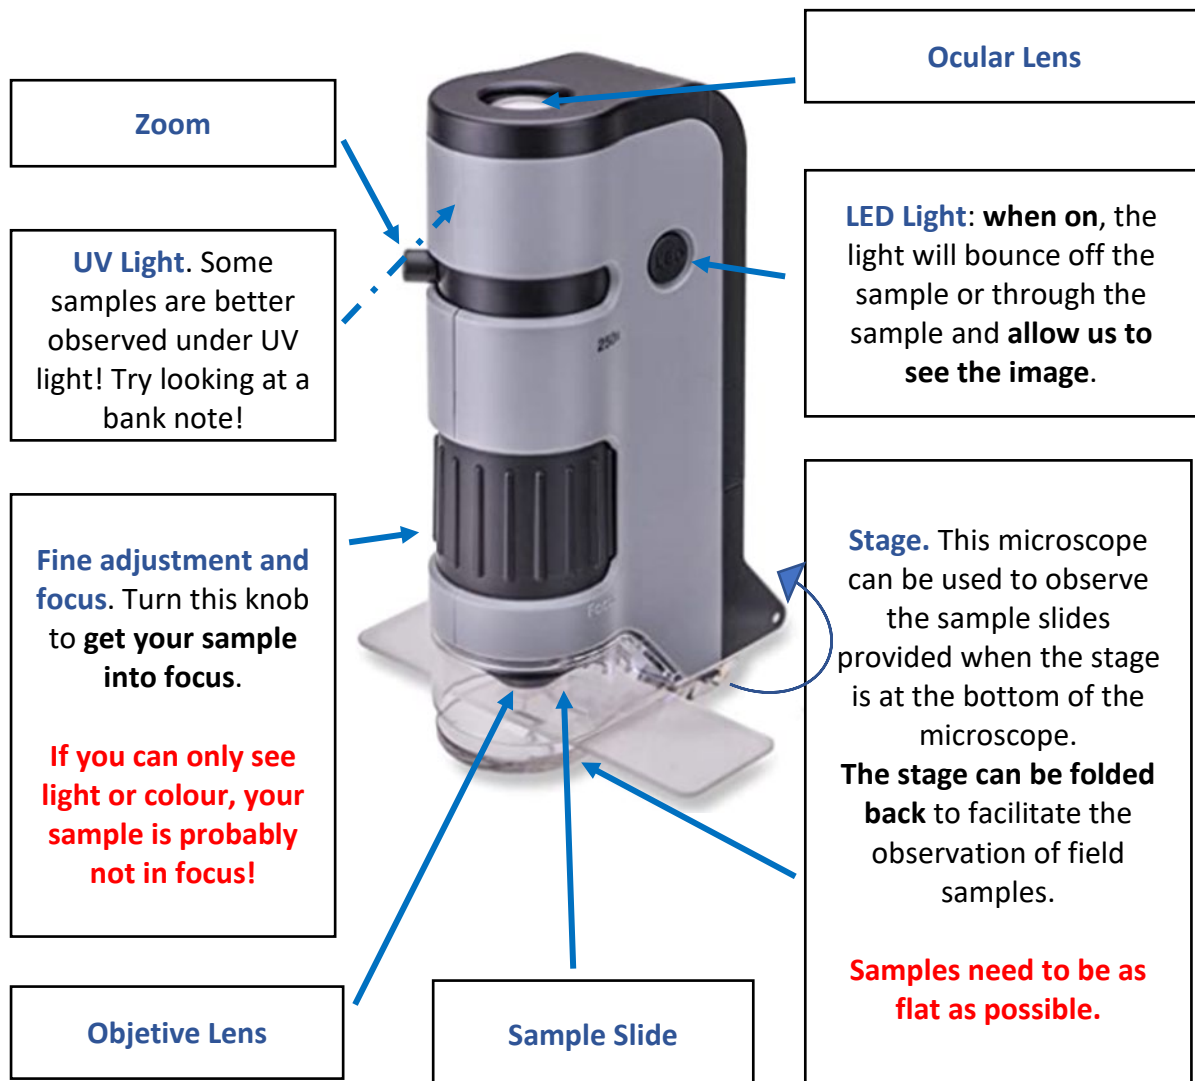 Zoom
Ocular Lens
UV Light. Some
samples are better
observed under UV
light! Try looking at a
bank note!
LED Light: when on, the
light will bounce off the
sample or through the
sample and allow us to
see the image.
250x
Fine adjustment and
focus. Turn this knob
to get your sample
into focus.
If you can only see
light or colour, your
sample is probably
not in focus!
Stage. This microscope
can be used to observe
the sample slides
provided when the stage
is at the bottom of the
microscope.
The stage can be folded
back to facilitate the
observation of field
samples.
Samples need to be as
flat as possible.
Objetive Lens
Sample Slide